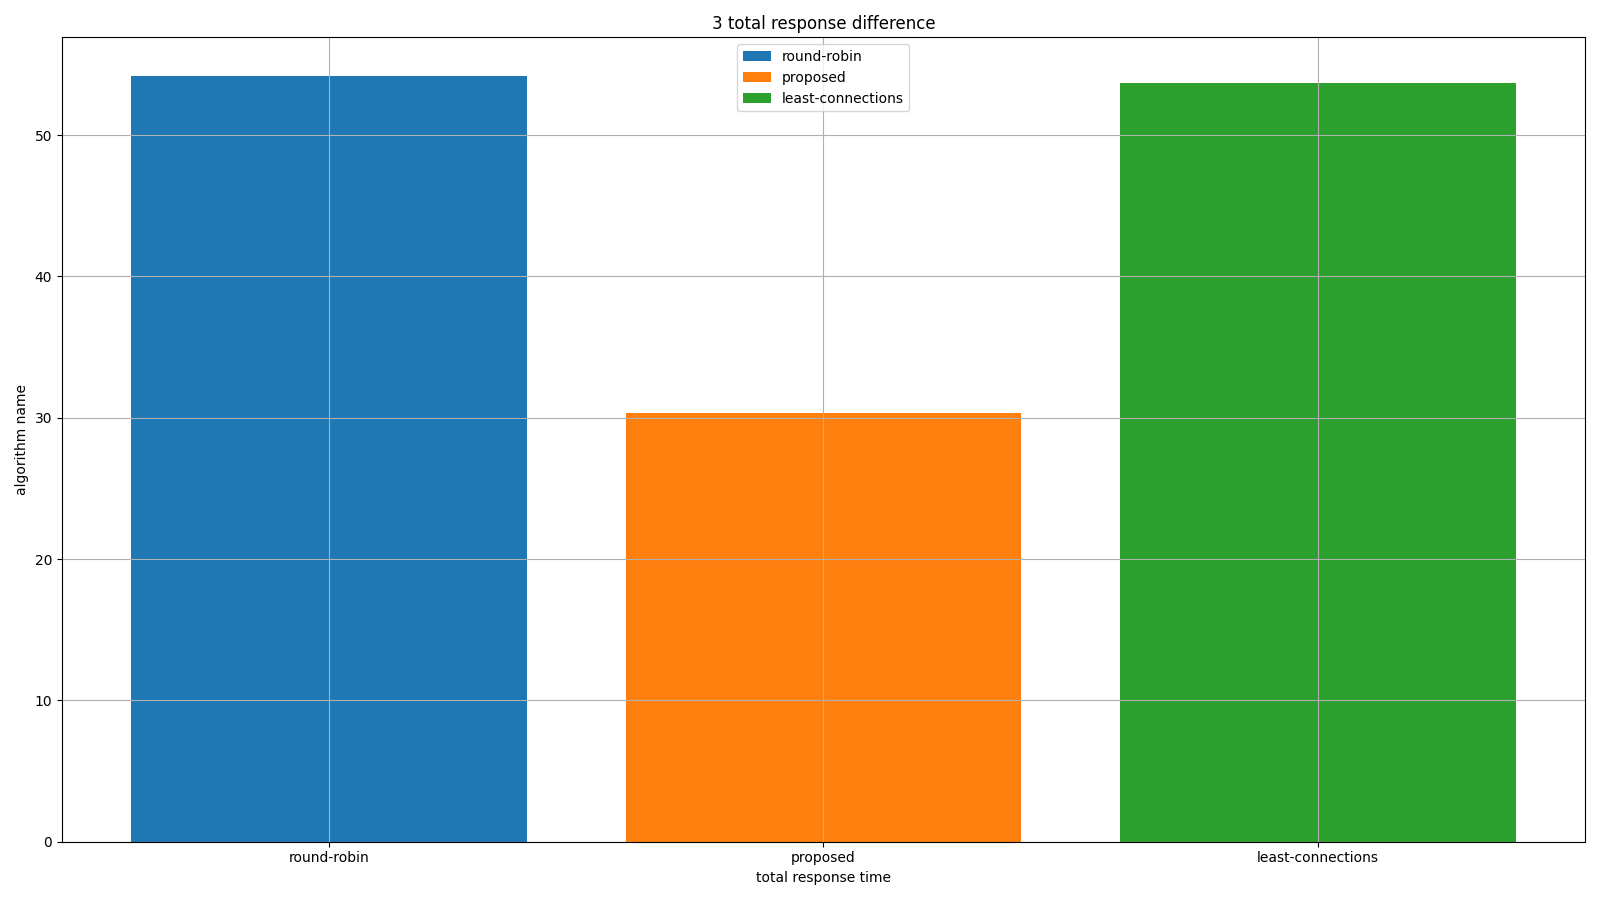 3 total response difference
round-robin
proposed
least-connections
algorithm name
50
40
30
20
10
0
round-robin
proposed
least-connections
total response time